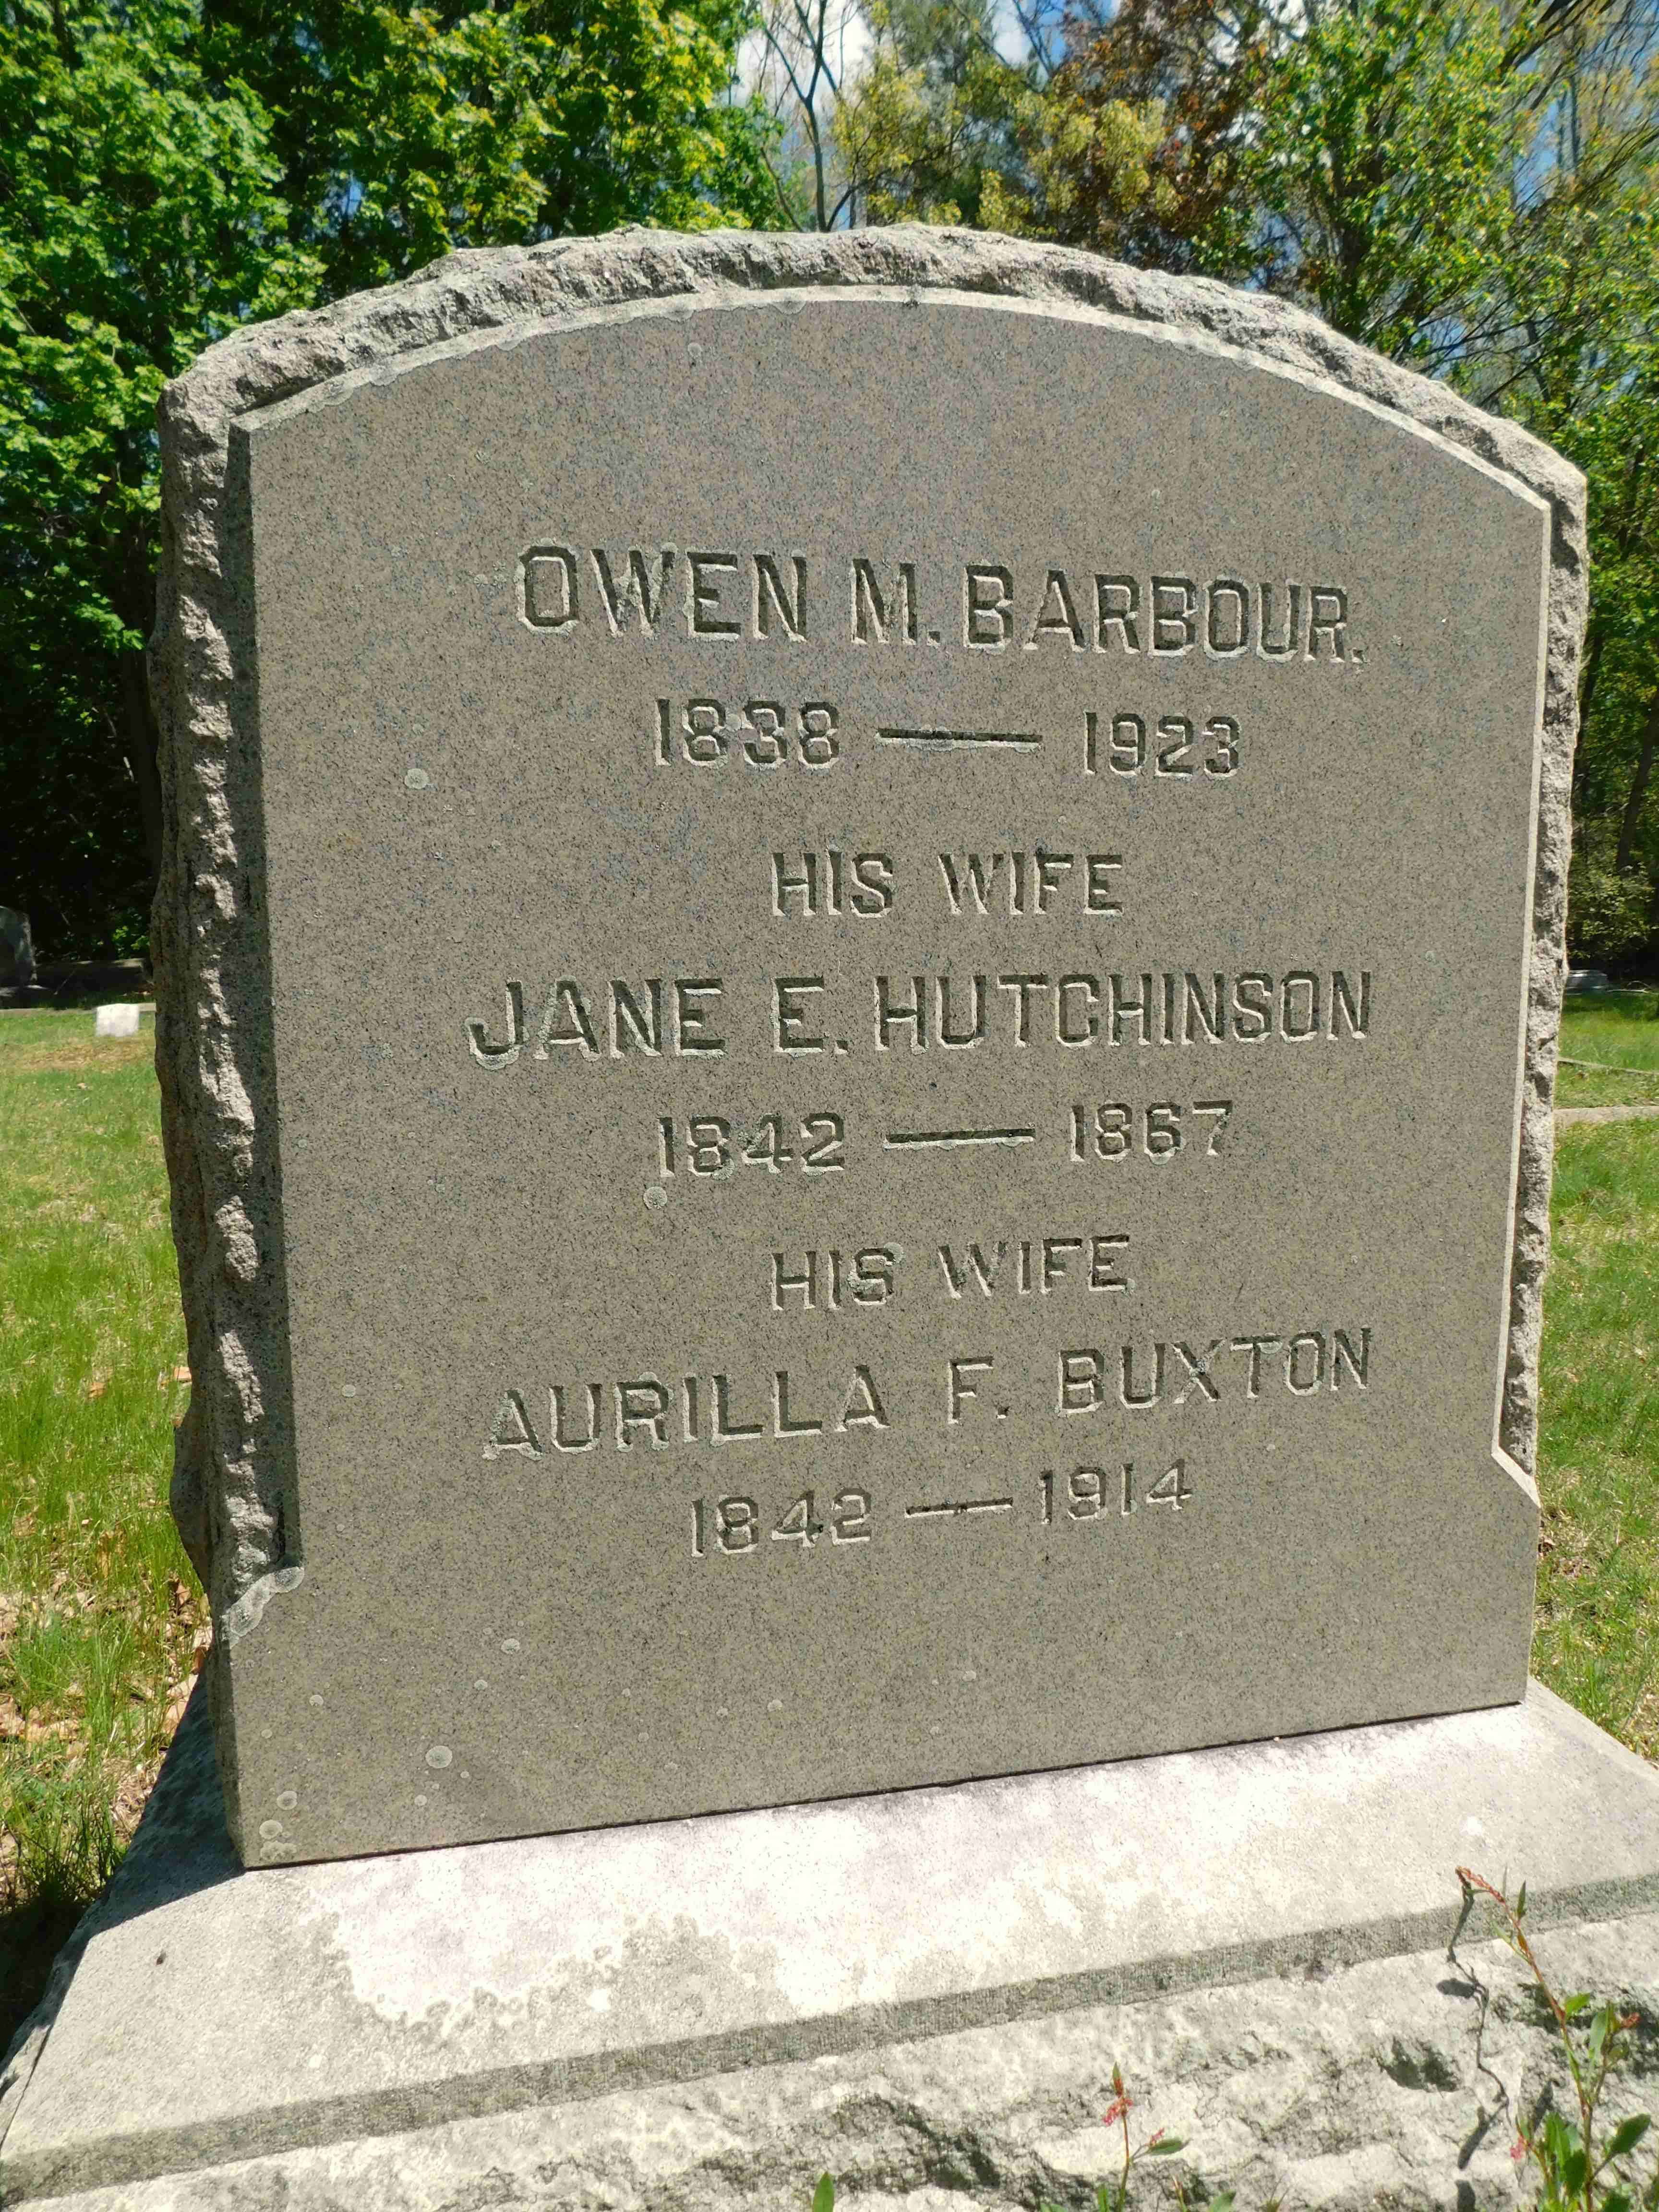 OWEN M. BARBOUR.
1838 — 1923
HIS WIFE
JANE E. HUTCHINSON
1842 — 1867
HIS WIFE
AURILLA F. BUXTON
1842 — 1914